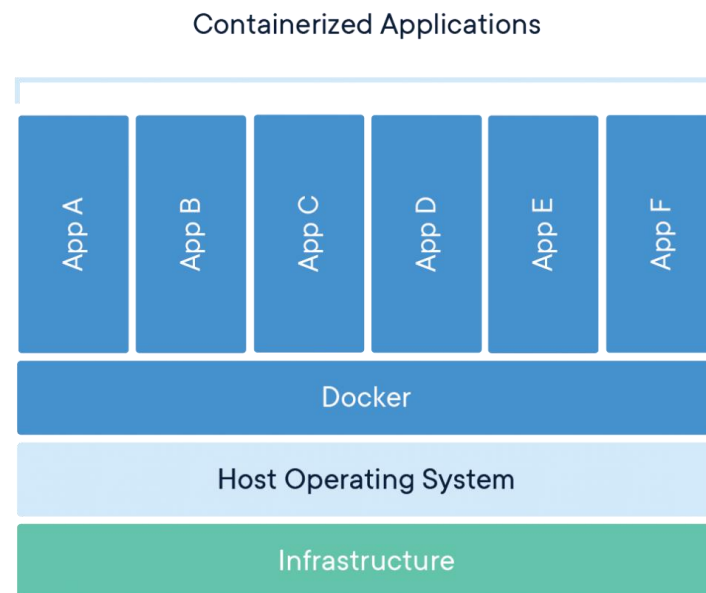 Containerized Applications
App A
App B
App C
App D
App E
App F
Docker
Host Operating System
Infrastructure